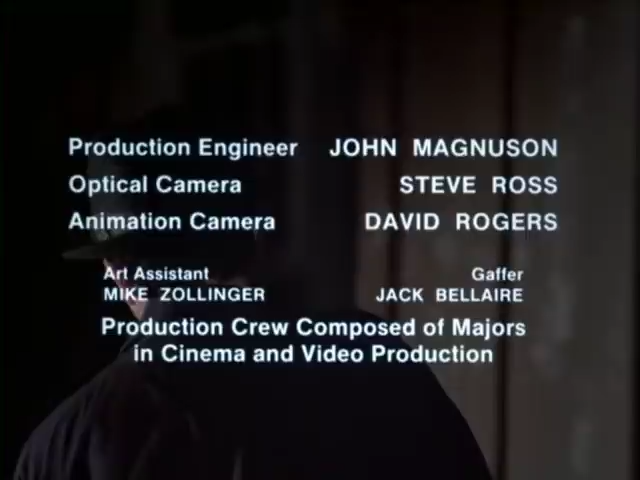 Production Engineer JOHN MAGNUSON
Optical Camera STEVE ROSS
Animation Camera DAVID ROGERS
Art Assistant Gaffer
MIKE ZOLLINGER JACK BELLAIRE
Production Crew Composed of Majors
in Cinema and Video Production